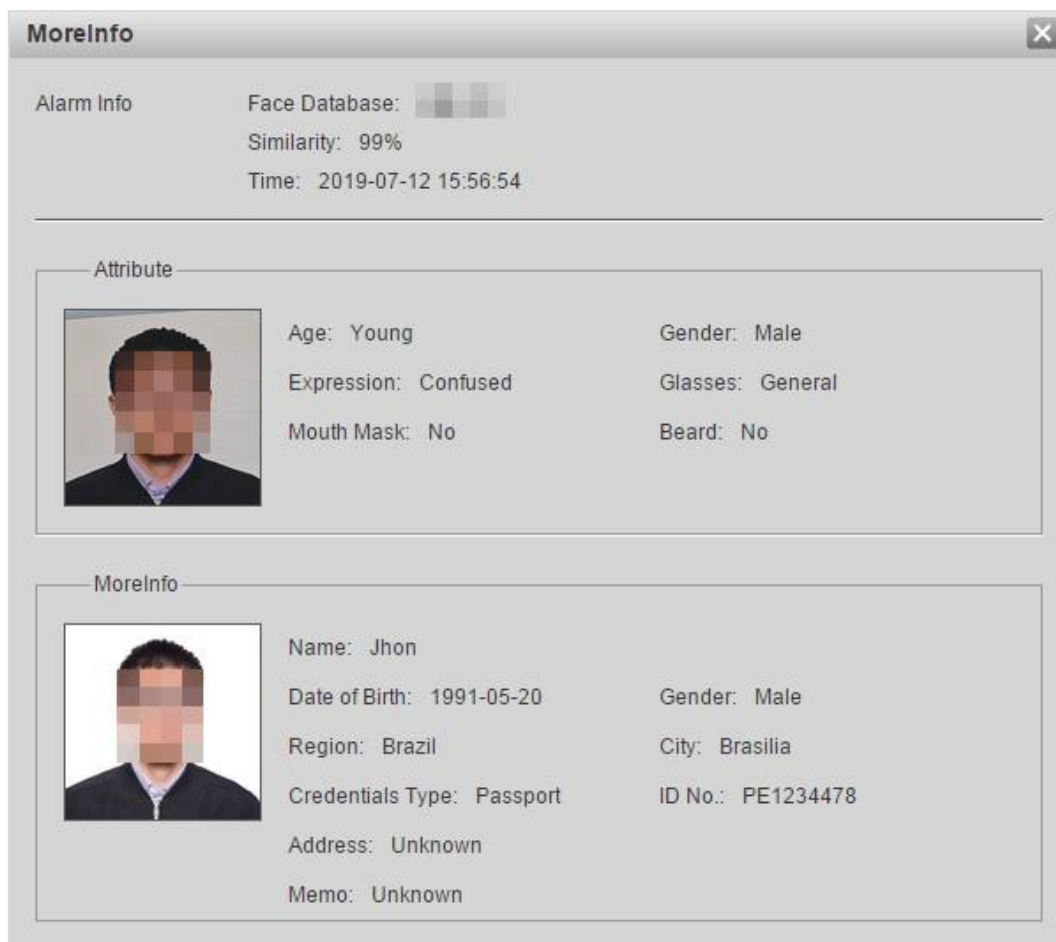 MoreInfo
Alarm Info Face Database:
Similarity: 99%
Time: 2019-07-12 15:56:54
Attribute
Age: Young Gender: Male
Expression: Confused Glasses: General
Mouth Mask: No Beard: No
MoreInfo
Name: Jhon
Date of Birth: 1991-05-20 Gender: Male
Region: Brazil City: Brasilia
Credentials Type: Passport ID No.: PE1234478
Address: Unknown
Memo: Unknown